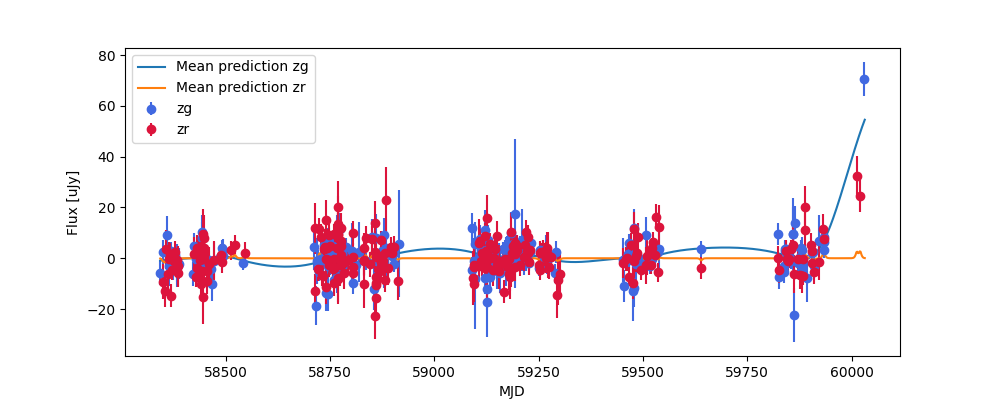 80
60
40
20
0
−20
Flux [uJy]
Mean prediction zg
Mean prediction zr
zg
zr
58500
58750
59000
59250
59500
59750
60000
MJD